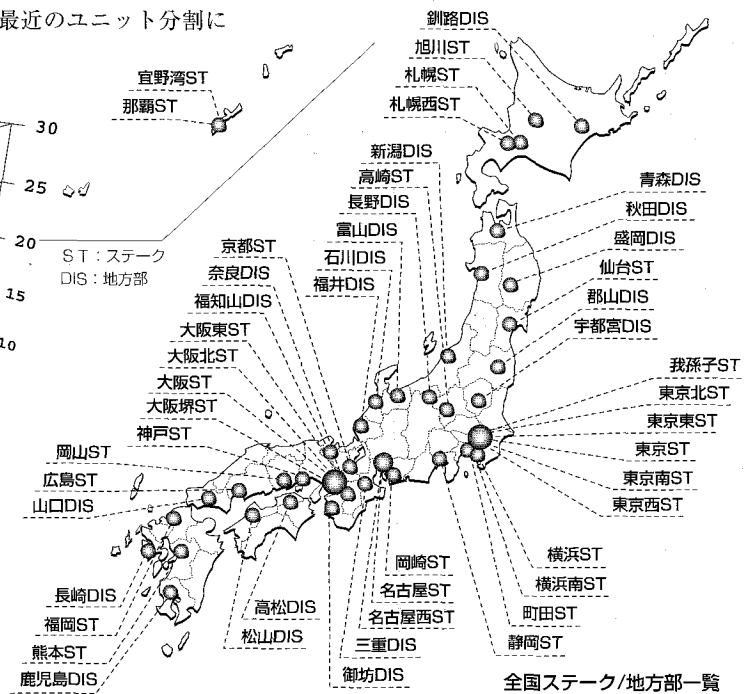 最近のユニット分割に
30
25
20
15
10
宜野湾ST
那覇ST
ST：ステーク
DIS：地方部
釧路DIS
旭川ST
札幌ST
札幌西ST
新潟DIS
高崎ST
長野DIS
富山DIS
石川DIS
福井DIS
京都ST
奈良DIS
福知山DIS
大阪東ST
大阪北ST
大阪ST
大阪堺ST
神戸ST
岡山ST
広島ST
山口DIS
青森DIS
秋田DIS
盛岡DIS
仙台ST
郡山DIS
宇都宮DIS
我孫子ST
東京北ST
東京東ST
東京ST
東京南ST
東京西ST
横浜ST
横浜南ST
町田ST
静岡ST
岡崎ST
名古屋ST
名古屋西ST
三重DIS
御坊DIS
高松DIS
松山DIS
長崎DIS
福岡ST
熊本ST
鹿児島DIS
全国ステーク/地方部一覧